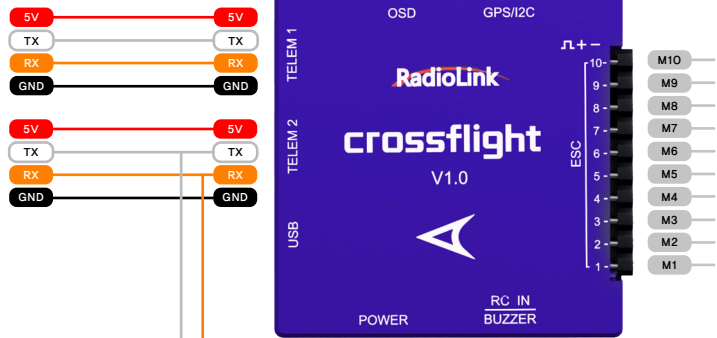 5V 5V
TX TX
RX RX
GND GND
5V 5V
TX TX
RX RX
GND GND
OSD
GPS/I2C
TELEM 1
TELEM 2
USB
RadioLink
crossflight
V1.0
POWER
RC IN
BUZZER
ESC
+ −
10- M10
9- M9
8- M8
7- M7
6- M6
5- M5
4- M4
3- M3
2- M2
1- M1